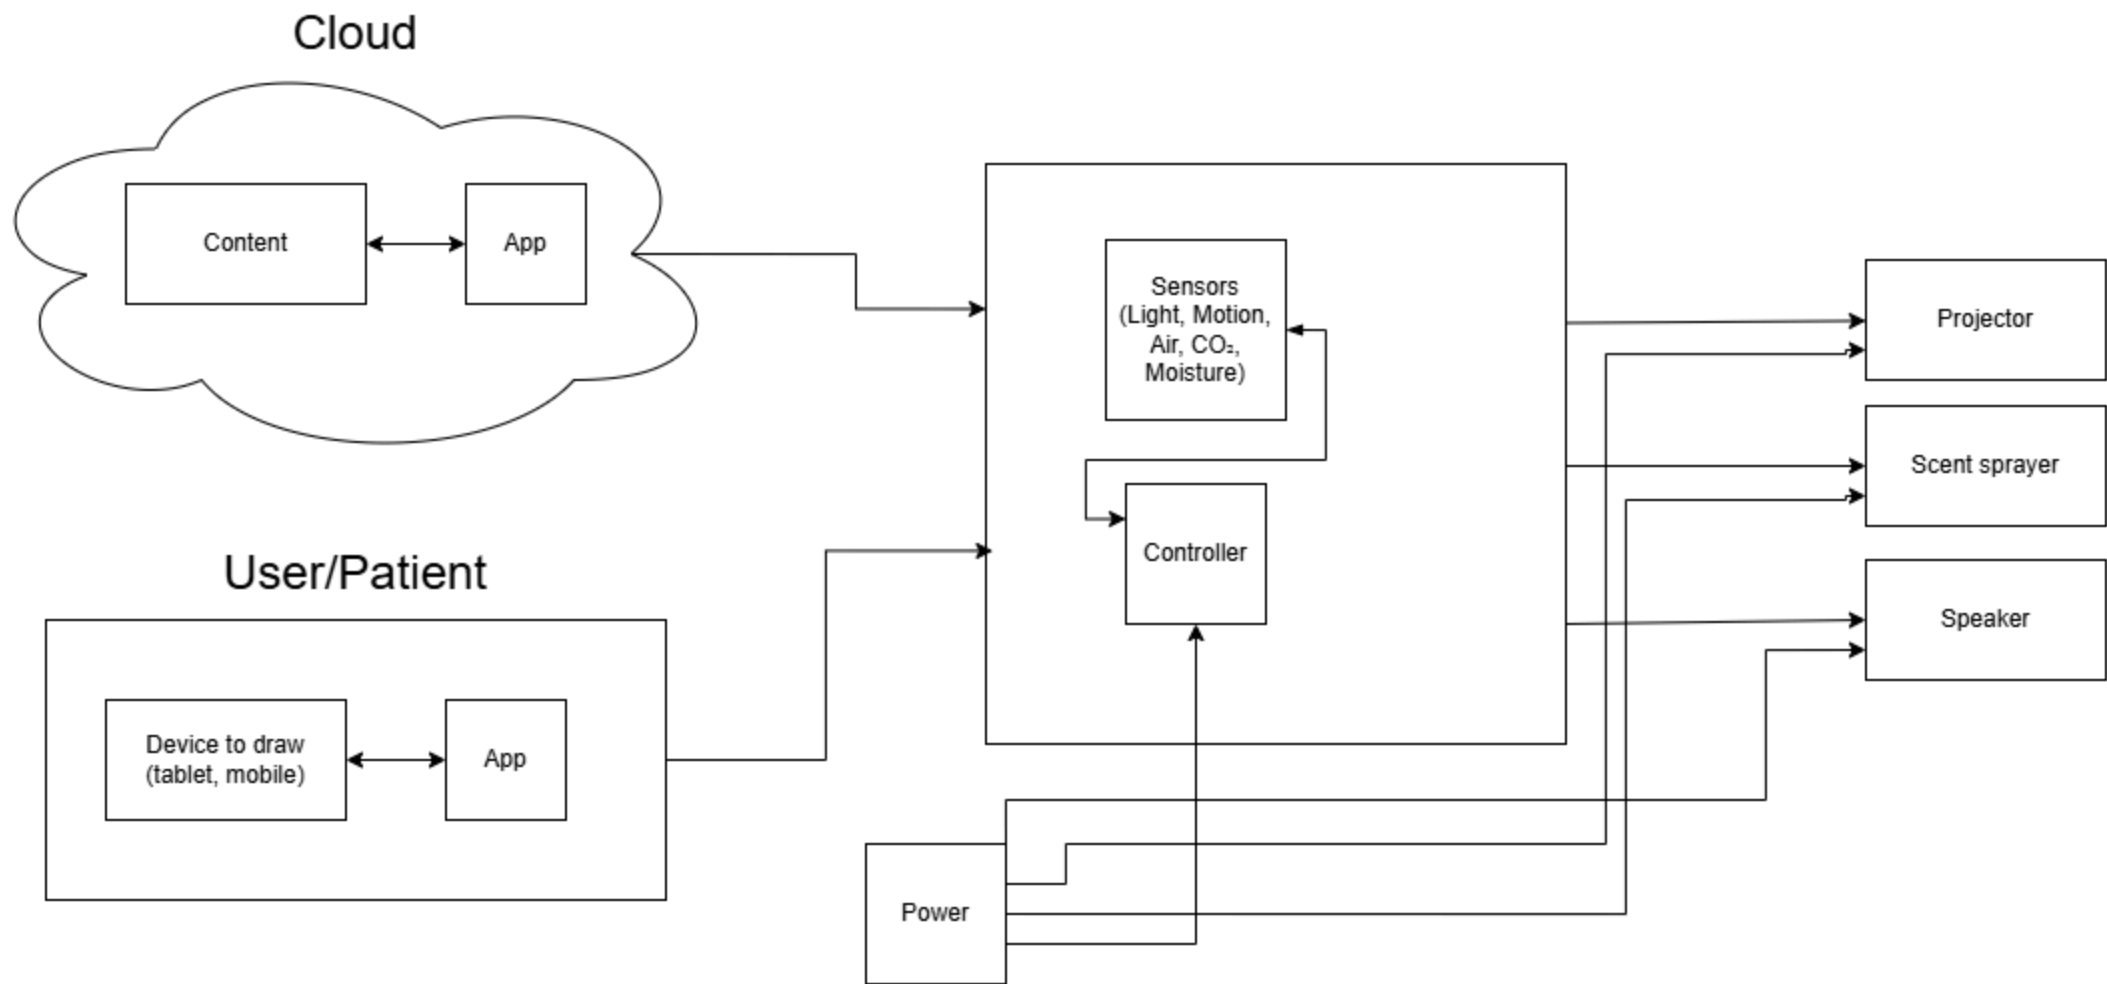 Cloud
Content
App
Sensors
(Light, Motion,
Air, CO₂,
Moisture)
Projector
Scent sprayer
Controller
User/Patient
Speaker
Device to draw
(tablet, mobile)
App
Power